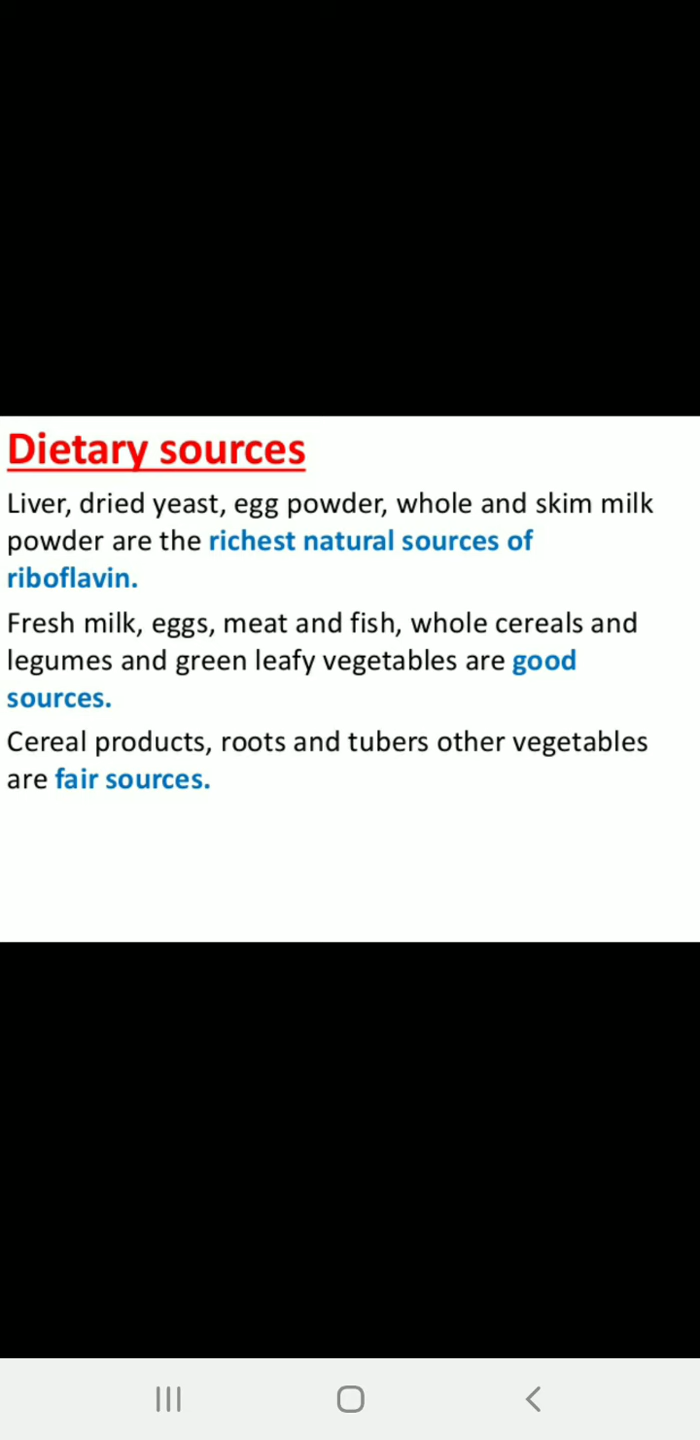 Dietary sources
Liver, dried yeast, egg powder, whole and skim milk
powder are the richest natural sources of
riboflavin.
Fresh milk, eggs, meat and fish, whole cereals and
legumes and green leafy vegetables are good
sources.
Cereal products, roots and tubers other vegetables
are fair sources.